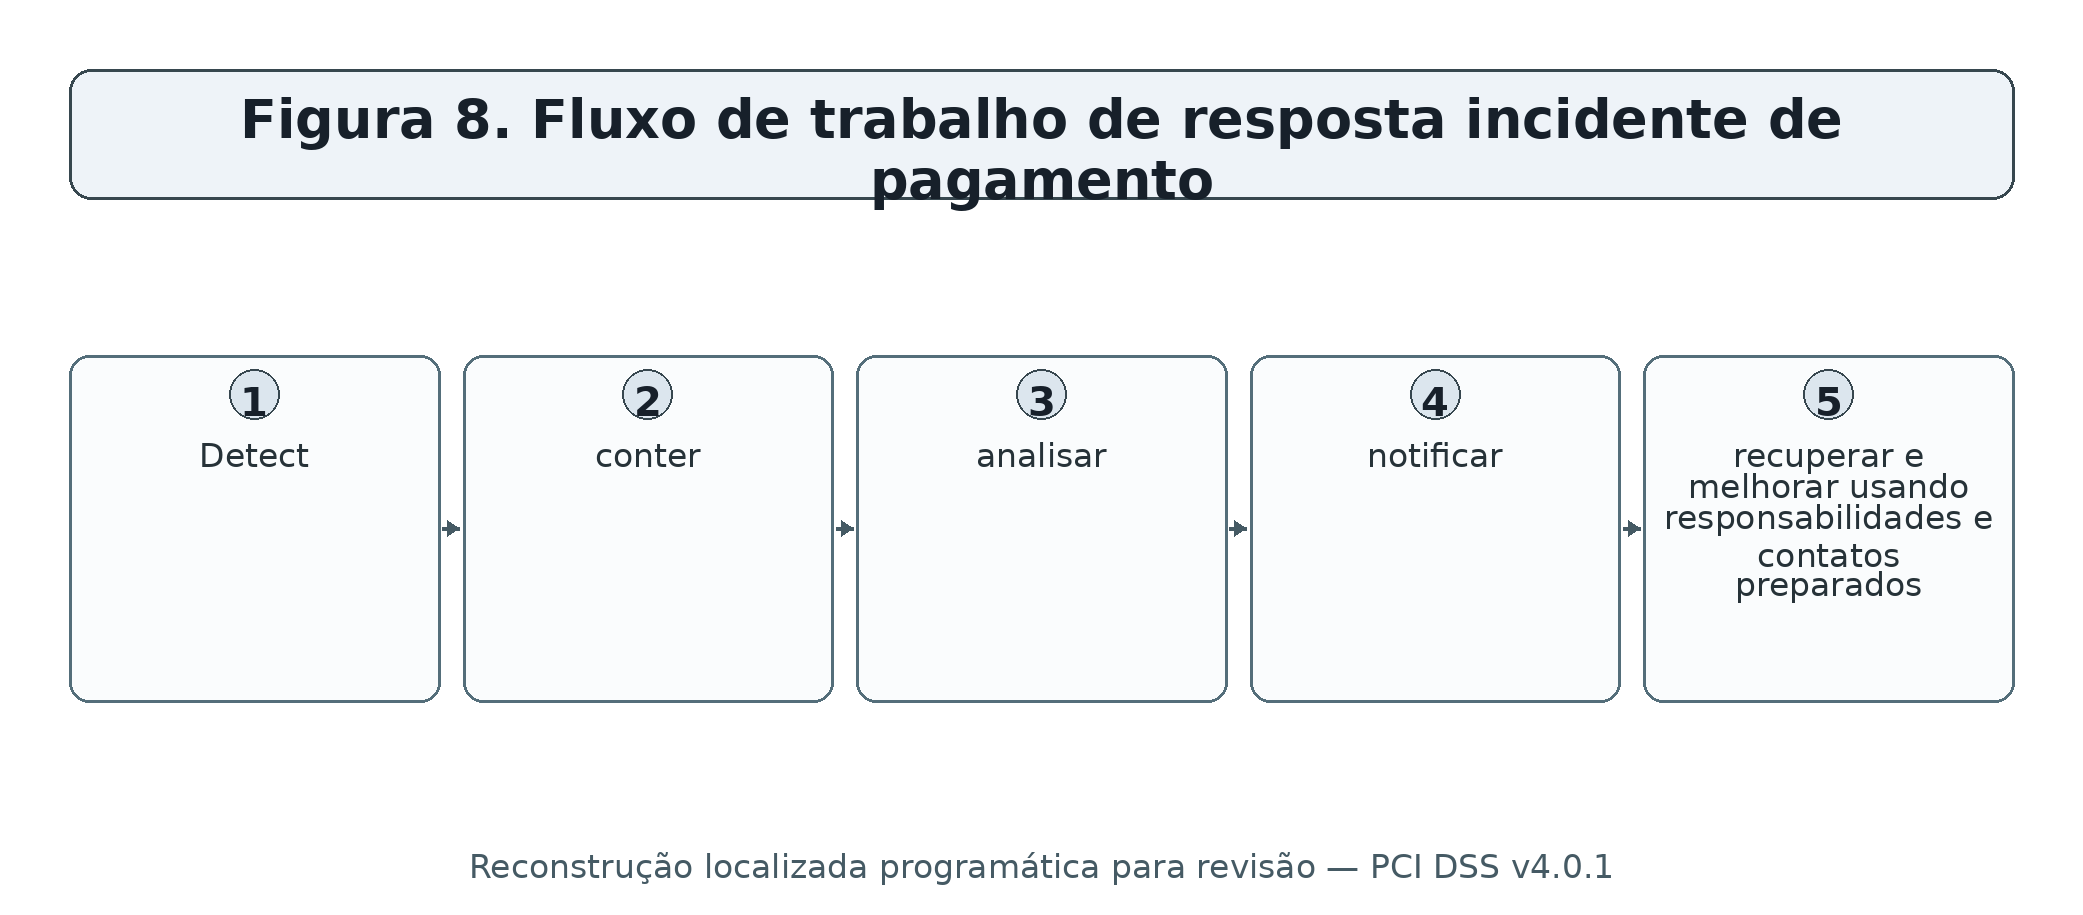 Figura 8. Fluxo de trabalho de resposta incidente de
pagamento
1
Detect
2
conter
3
analisar
4
notificar
5
recuperar e
melhorar usando
responsabilidades e
contatos
preparados
Reconstrução localizada programática para revisão — PCI DSS v4.0.1